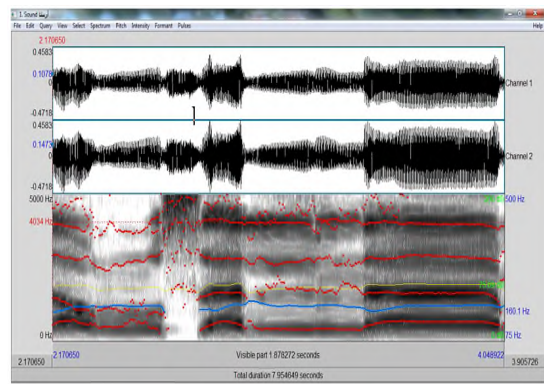 1. Sound أرملة
File Edit Query View Select Spectrum Pitch Intensity Formant Pulses Help
2.170650
0.4583
0.1078
0
-0.4718
Channel 1
0.4583
0.1473
0
-0.4718
Channel 2
5000 Hz
500 Hz
4034 Hz
160.1 Hz
0 Hz
75 Hz
2.170650
2.170650
Visible part 1.878272 seconds
4.048922
3.905726
Total duration 7.954649 seconds